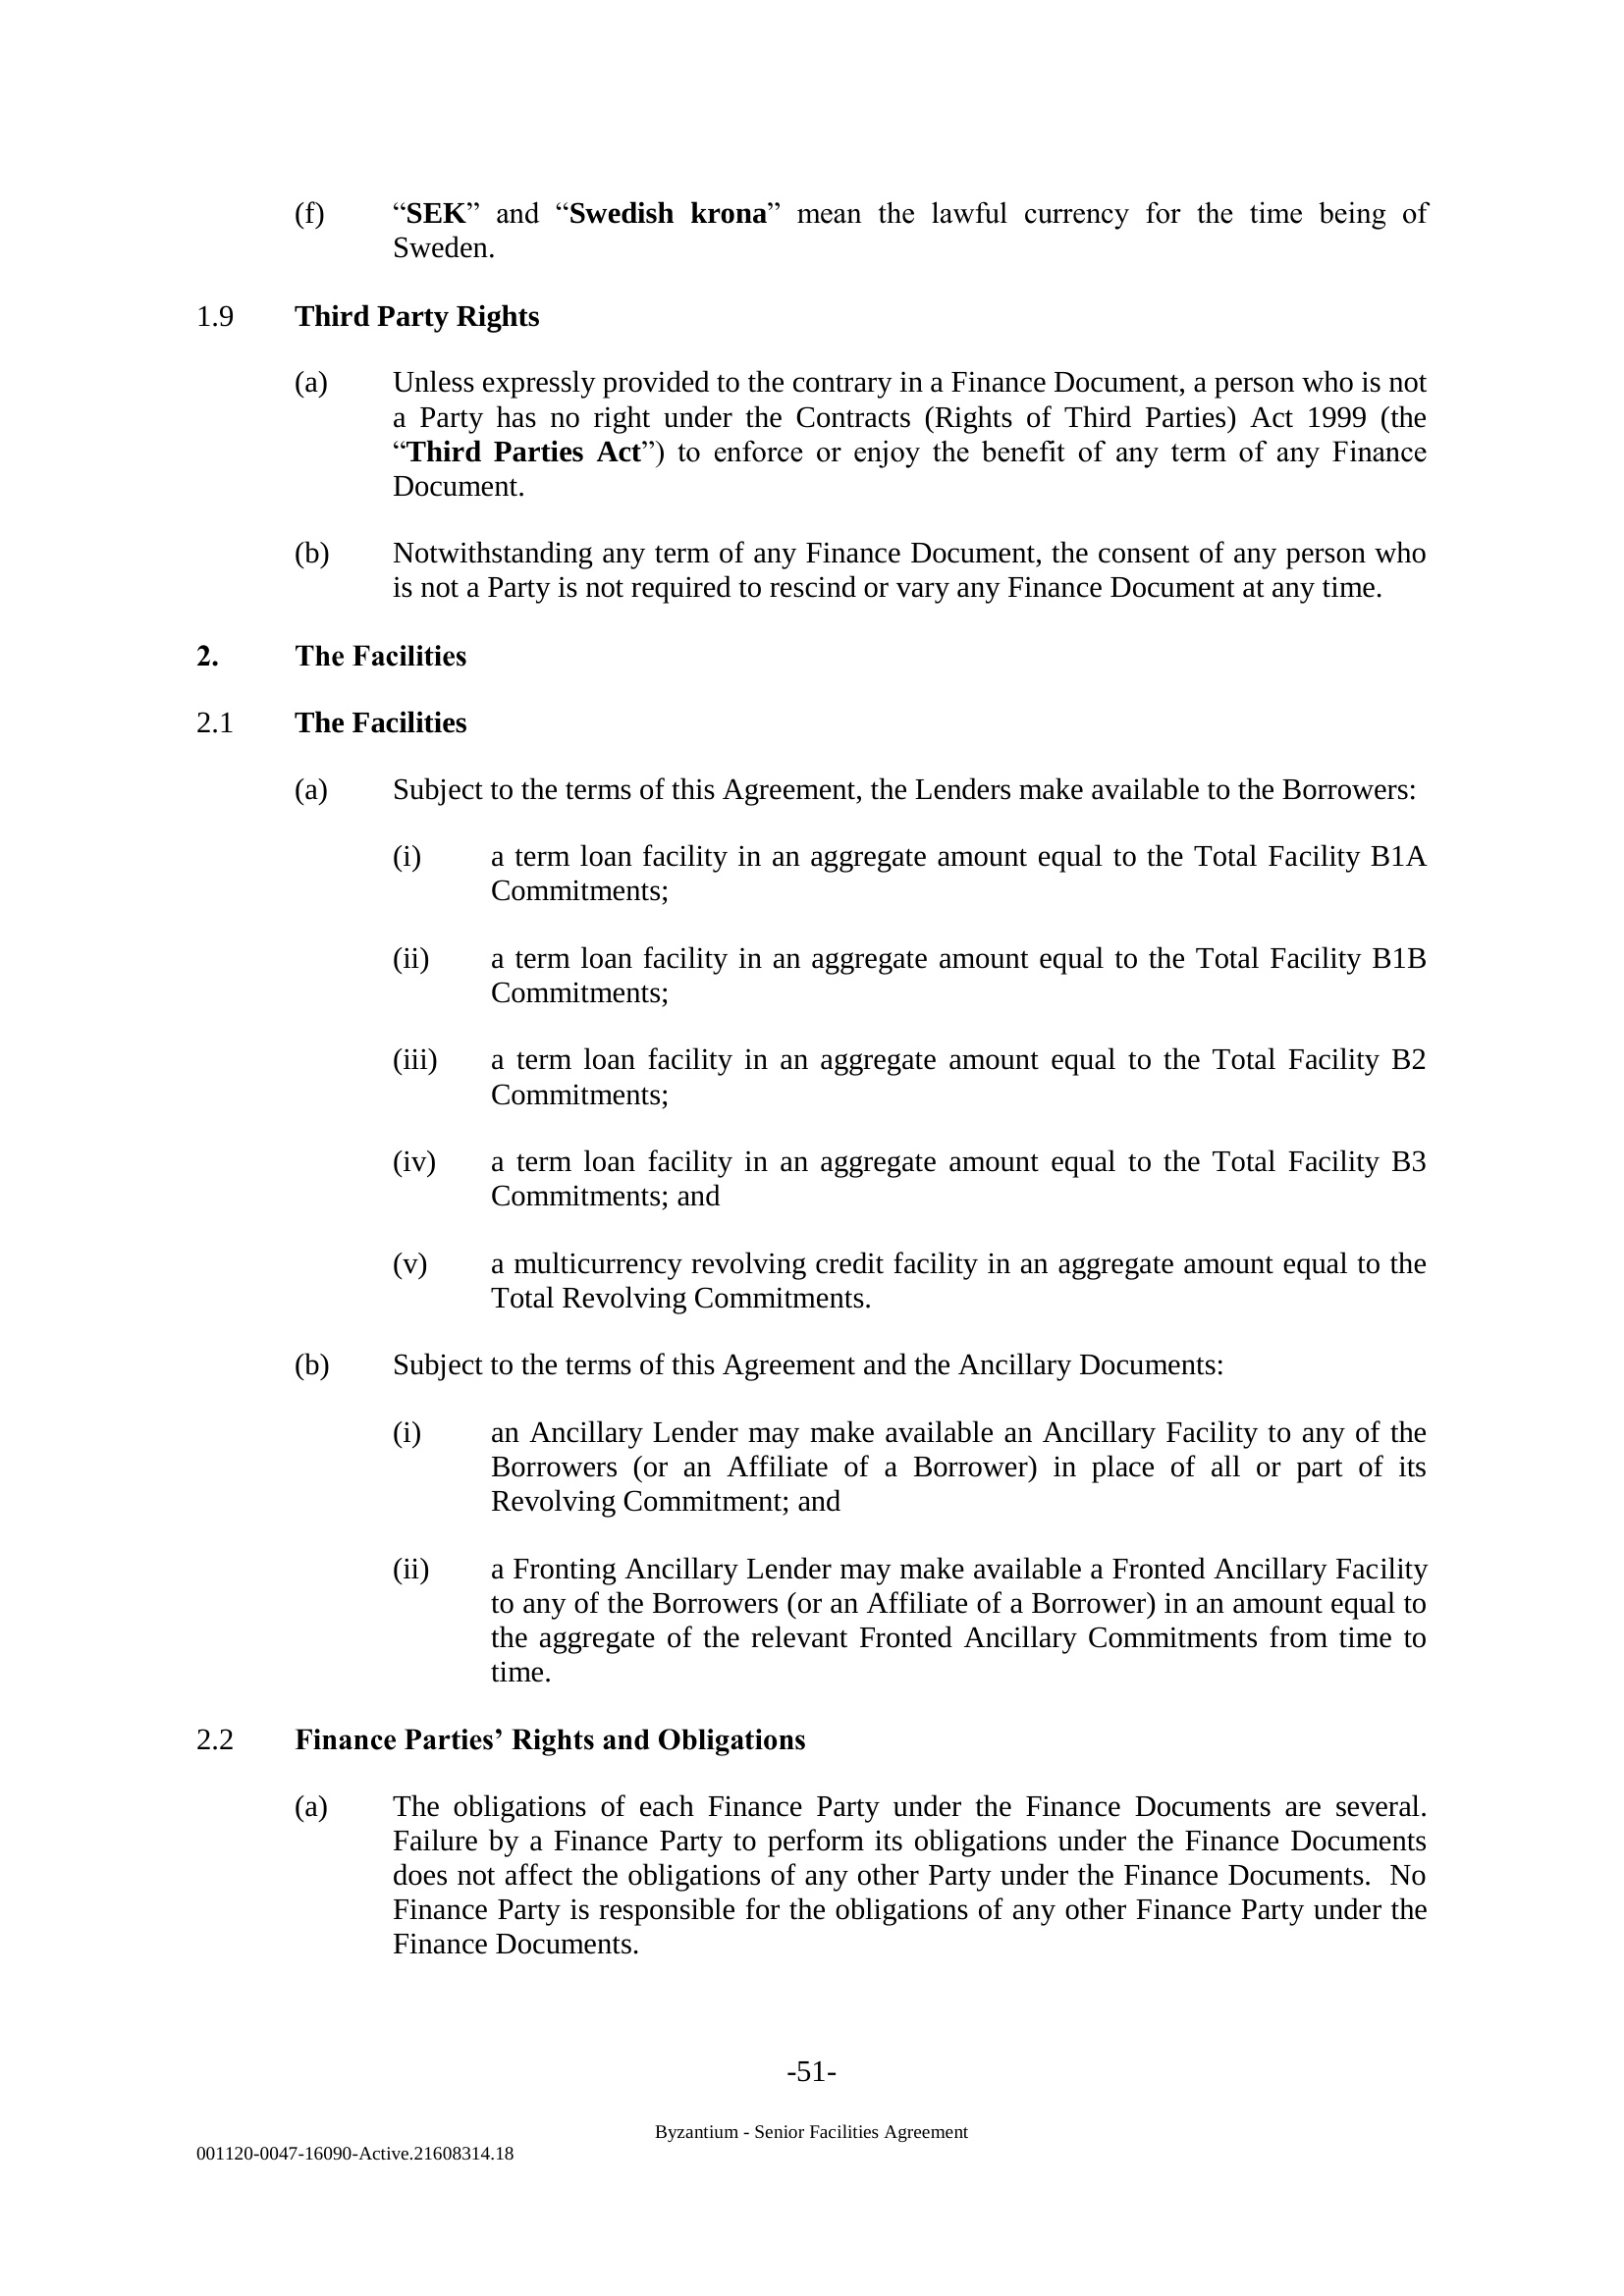 (f) “SEK” and “Swedish krona” mean the lawful currency for the time being of
Sweden.
1.9 Third Party Rights
(a) Unless expressly provided to the contrary in a Finance Document, a person who is not
a Party has no right under the Contracts (Rights of Third Parties) Act 1999 (the
“Third Parties Act”) to enforce or enjoy the benefit of any term of any Finance
Document.
(b) Notwithstanding any term of any Finance Document, the consent of any person who
is not a Party is not required to rescind or vary any Finance Document at any time.
2. The Facilities
2.1 The Facilities
(a) Subject to the terms of this Agreement, the Lenders make available to the Borrowers:
(i) a term loan facility in an aggregate amount equal to the Total Facility B1A
Commitments;
(ii) a term loan facility in an aggregate amount equal to the Total Facility B1B
Commitments;
(iii) a term loan facility in an aggregate amount equal to the Total Facility B2
Commitments;
(iv) a term loan facility in an aggregate amount equal to the Total Facility B3
Commitments; and
(v) a multicurrency revolving credit facility in an aggregate amount equal to the
Total Revolving Commitments.
(b) Subject to the terms of this Agreement and the Ancillary Documents:
(i) an Ancillary Lender may make available an Ancillary Facility to any of the
Borrowers (or an Affiliate of a Borrower) in place of all or part of its
Revolving Commitment; and
(ii) a Fronting Ancillary Lender may make available a Fronted Ancillary Facility
to any of the Borrowers (or an Affiliate of a Borrower) in an amount equal to
the aggregate of the relevant Fronted Ancillary Commitments from time to
time.
2.2 Finance Parties’ Rights and Obligations
(a) The obligations of each Finance Party under the Finance Documents are several.
Failure by a Finance Party to perform its obligations under the Finance Documents
does not affect the obligations of any other Party under the Finance Documents.  No
Finance Party is responsible for the obligations of any other Finance Party under the
Finance Documents.
-51-
Byzantium - Senior Facilities Agreement
001120-0047-16090-Active.21608314.18